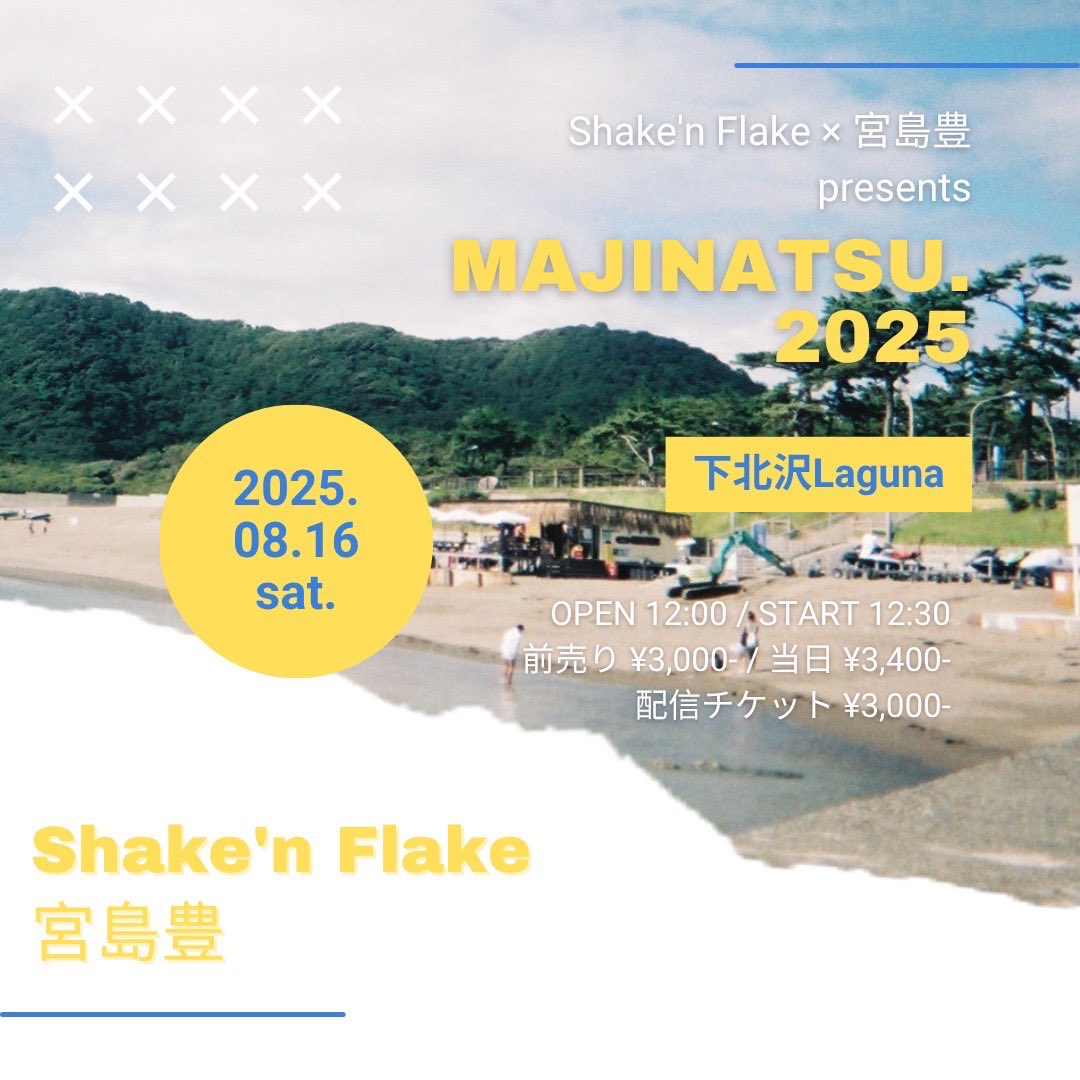 Shake'n Flake × 宮島豊
presents
MAJINATSU.
2025
下北沢Laguna
2025.
08.16
sat.
OPEN 12:00 / START 12:30
前売り ¥3,000- / 当日 ¥3,400-
配信チケット ¥3,000-
Shake'n Flake
宮島豊